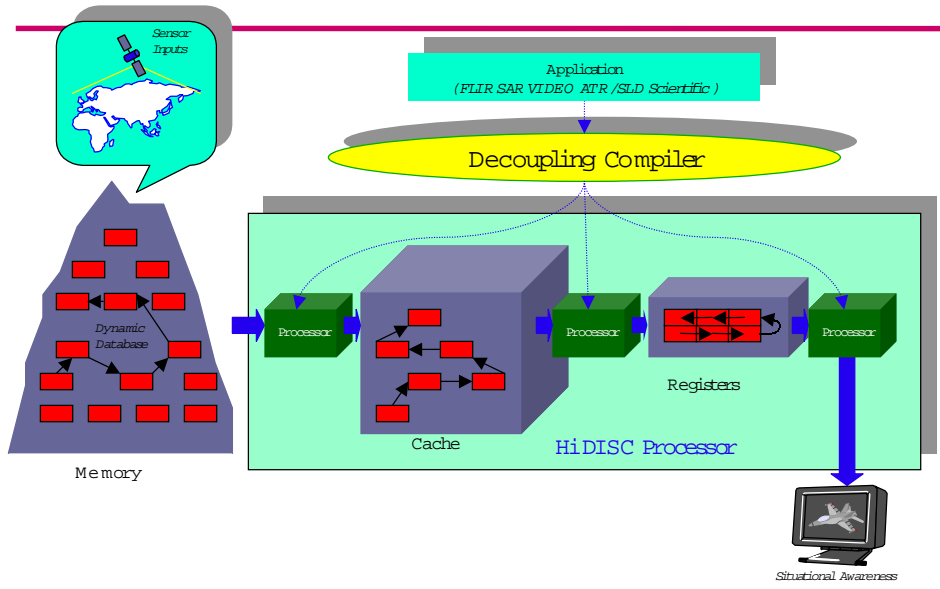 Sensor
Inputs
Application
(FLIR SAR VIDEO ATR /SLD Scientific )
Decoupling Compiler
Dynamic
Database
Processor
Processor
Processor
Registers
Cache
HiDISC Processor
Memory
Situational Awareness